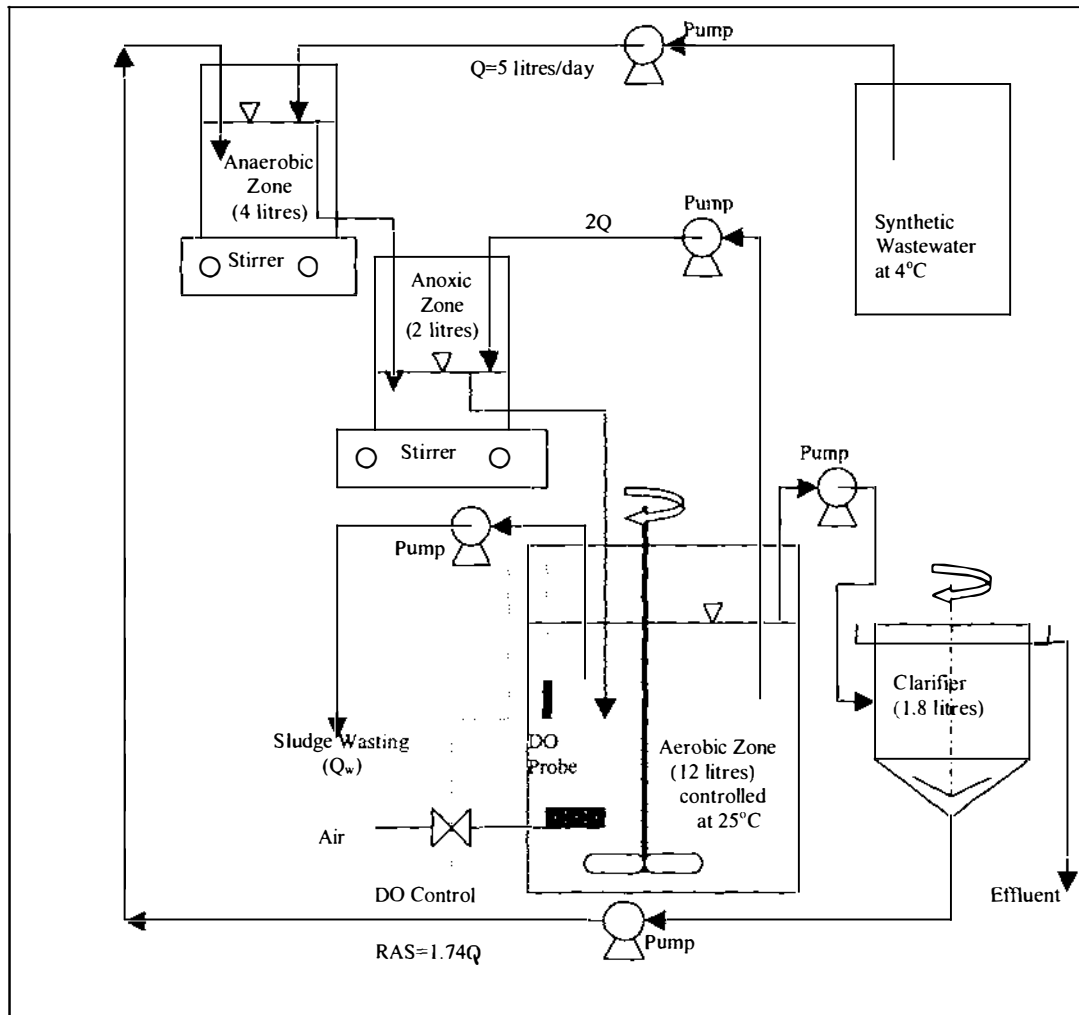 Pump
Q=5 litres/day
Anaerobic
Zone
(4 litres)
Stirrer
Pump
2Q
Synthetic
Wastewater
at 4°C
Anoxic
Zone
(2 litres)
Stirrer
Pump
Pump
Clarifier
(1.8 litres)
Sludge Wasting
(Qw)
DO
Probe
Aerobic Zone
(12 litres)
controlled
at 25°C
Air
DO Control
Effluent
Pump
RAS=1.74Q